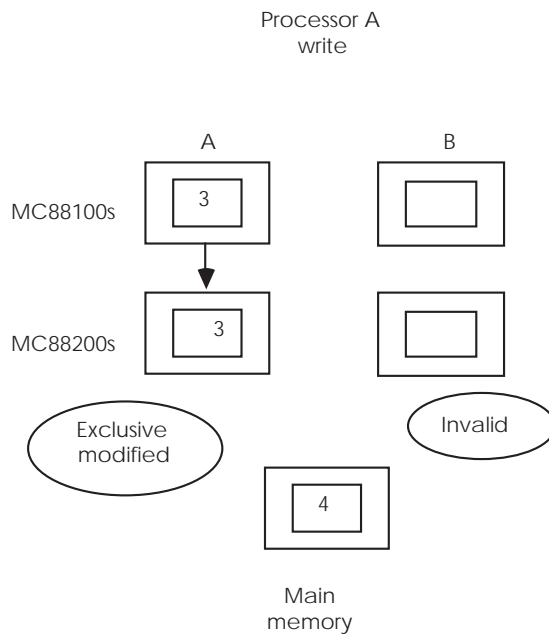 Processor A
write
A
B
MC88100s
3
MC88200s
3
Exclusive
modified
Invalid
4
Main
memory